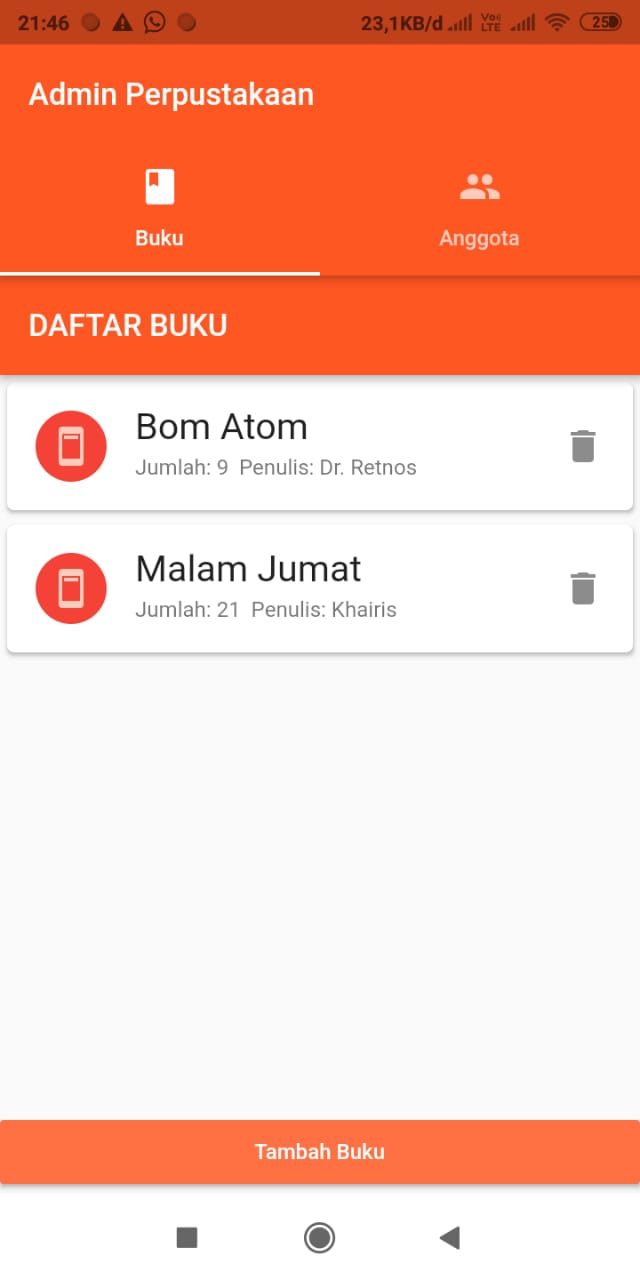 21:46 23,1KB/d Vo) LTE 25
Admin Perpustakaan
Buku Anggota
DAFTAR BUKU
Bom Atom
Jumlah: 9 Penulis: Dr. Retnos
Malam Jumat
Jumlah: 21 Penulis: Khairis
Tambah Buku